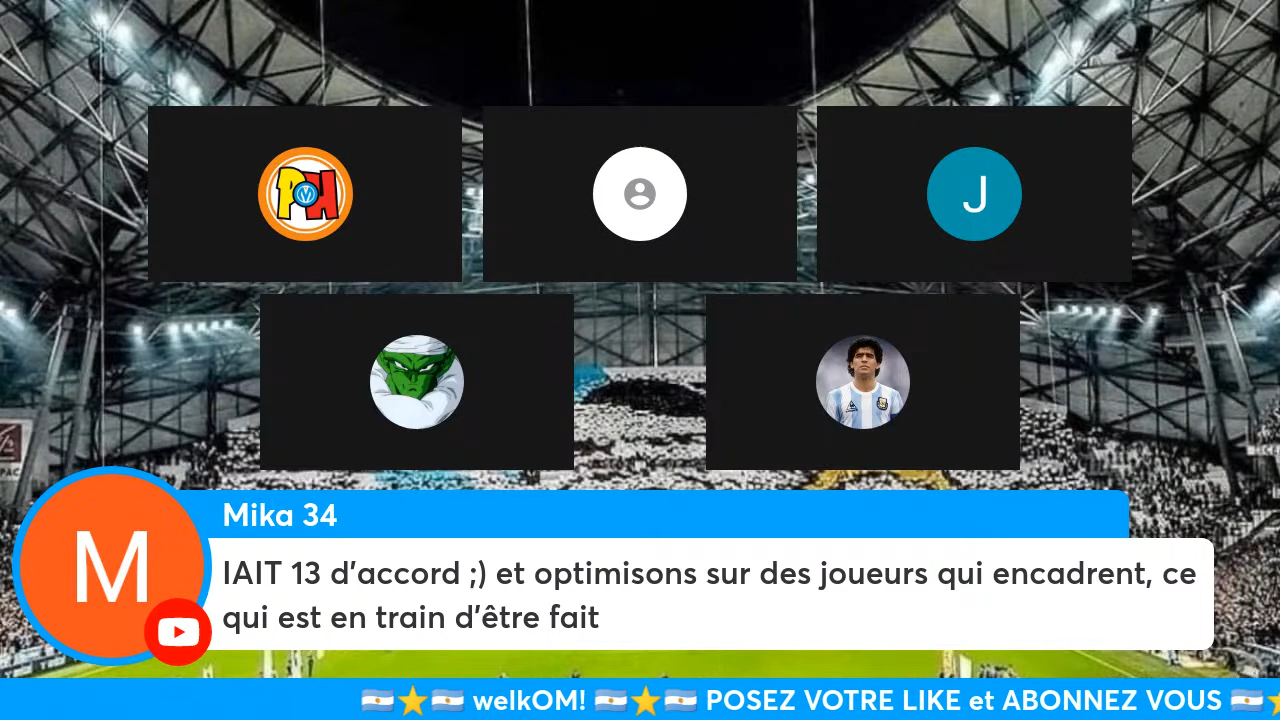 PH
J
M
Mika 34
IAIT 13 d'accord ;) et optimisons sur des joueurs qui encadrent, ce
qui est en train d'être fait
🇦🇷⭐🇦🇷 welkOM! 🇦🇷⭐🇦🇷 POSEZ VOTRE LIKE et ABONNEZ VOUS 🇦🇷⭐